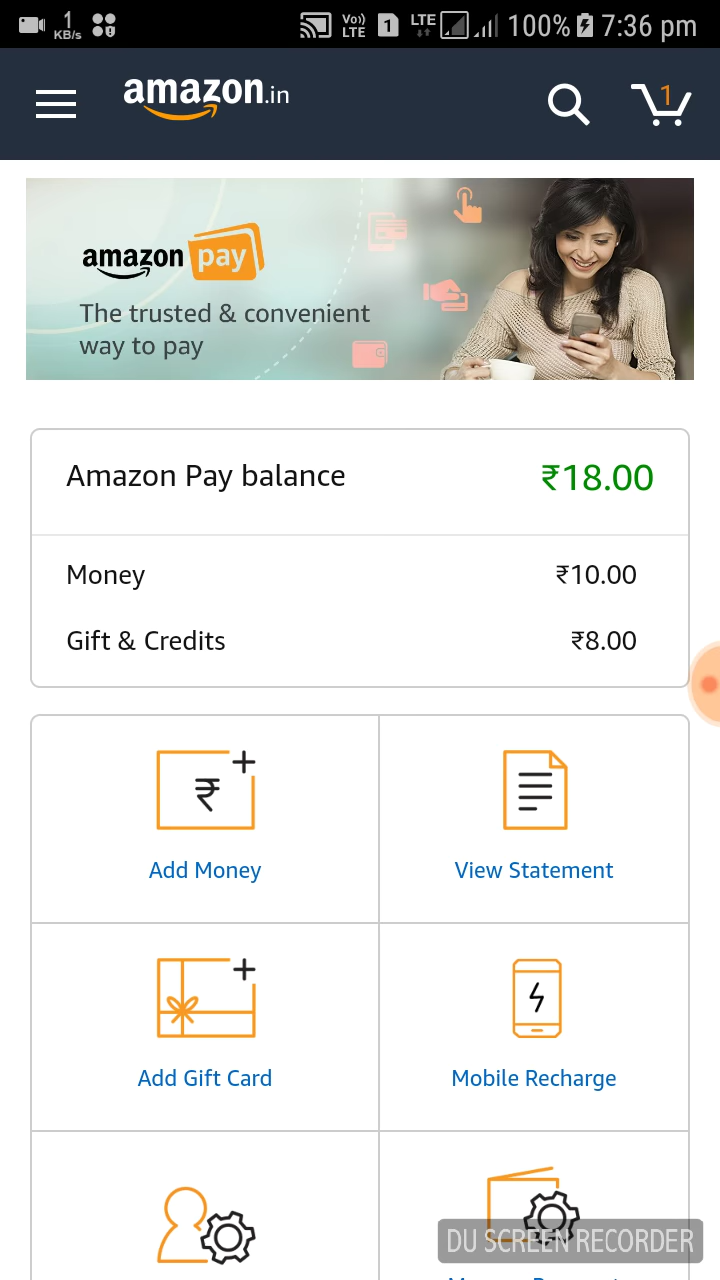 1
KB/s
Vo))
LTE
1
LTE
100%
7:36 pm
amazon.in
1
amazon pay
The trusted & convenient
way to pay
Amazon Pay balance ₹18.00
Money ₹10.00
Gift & Credits ₹8.00
₹
Add Money
View Statement
Add Gift Card
Mobile Recharge
DU SCREEN RECORDER